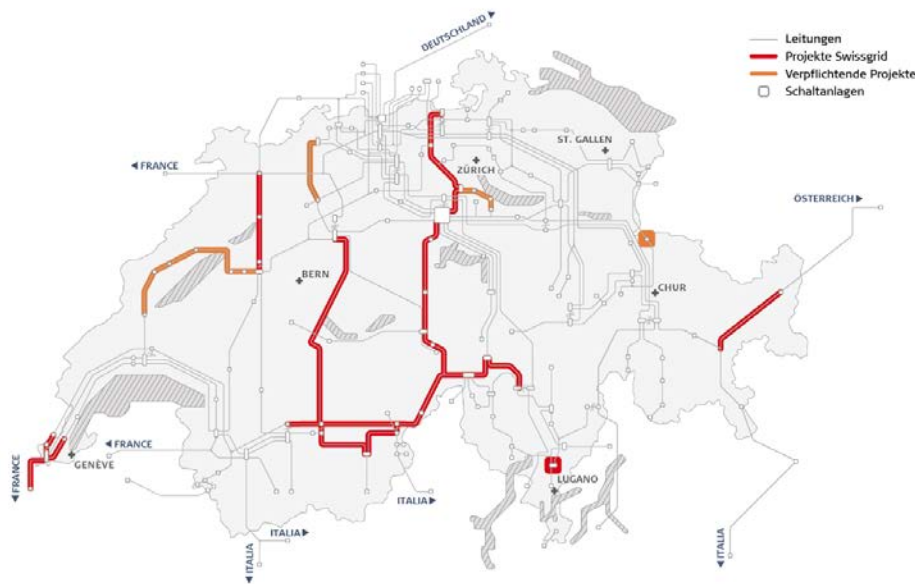 DEUTSCHLAND ▶
Leitungen
Projekte Swissgrid
Verpflichtende Projekte
Schaltanlagen
◀ FRANCE
ZÜRICH
ST. GALLEN
ÖSTERREICH ▶
BERN
CHUR
GENÈVE
◀ FRANCE
◀ FRANCE
LUGANO
ITALIA ▶
ITALIA ▶
◀ ITALIA
◀ ITALIA